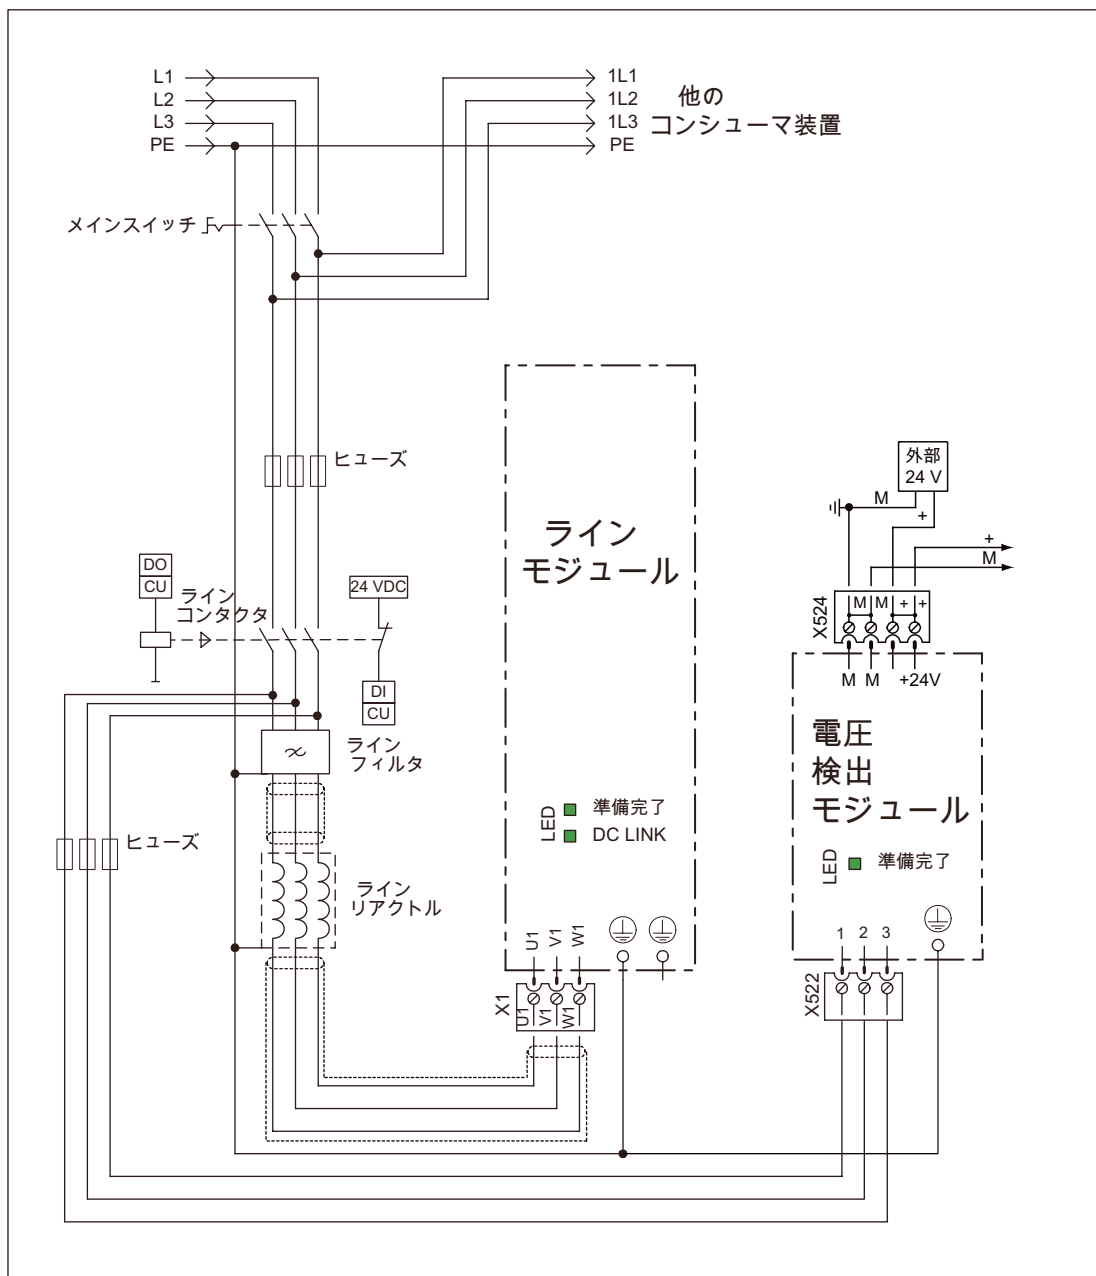 L1
1L1
L2
1L2
他の
L3
1L3
コンシューマ装置
PE
PE
メインスイッチ
ヒューズ
外部
24 V
M
+
+
M
ライン
モジュール
DO
CU
ライン
コンタクタ
24 VDC
X524
M M + +
M M +24V
DI
CU
ライン
フィルタ
電圧
検出
モジュール
LED
準備完了
DC LINK
ヒューズ
LED
準備完了
ライン
リアクトル
U1 V1 W1
1 2 3
X1
U1 V1 W1
X522